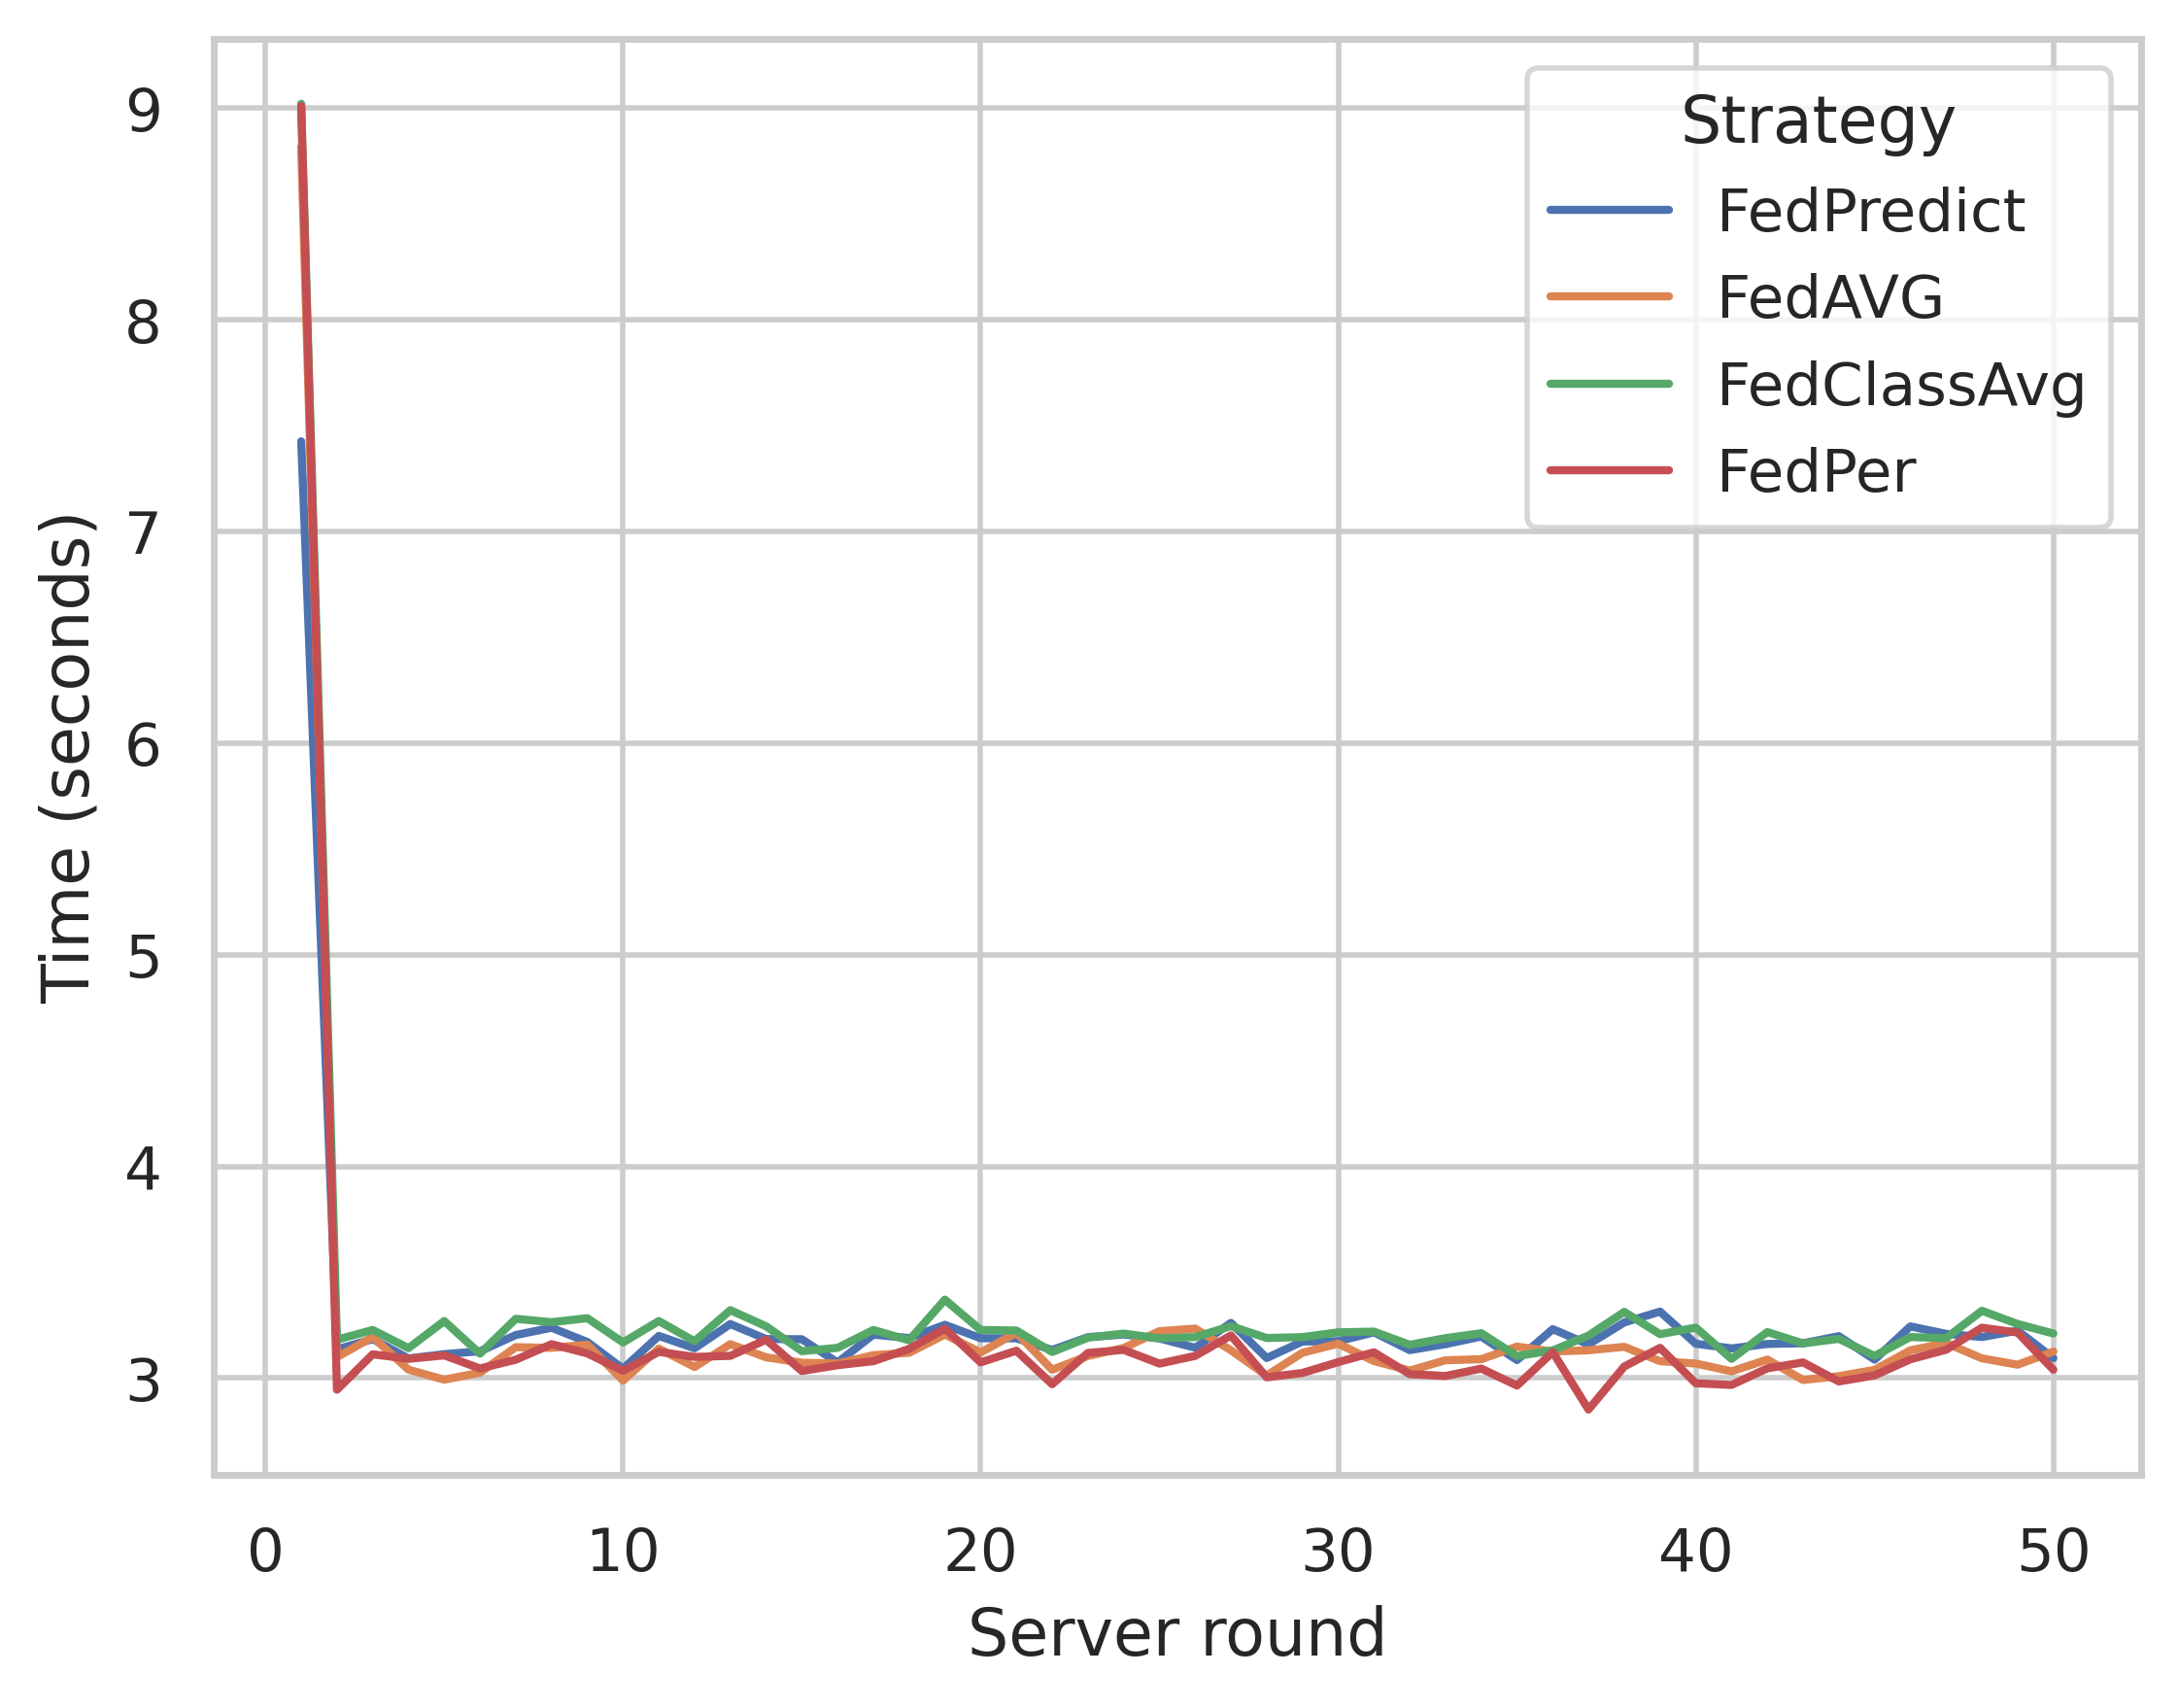 9
8
7
6
5
4
3
Time (seconds)
Strategy
FedPredict
FedAVG
FedClassAvg
FedPer
0 10 20 30 40 50
Server round